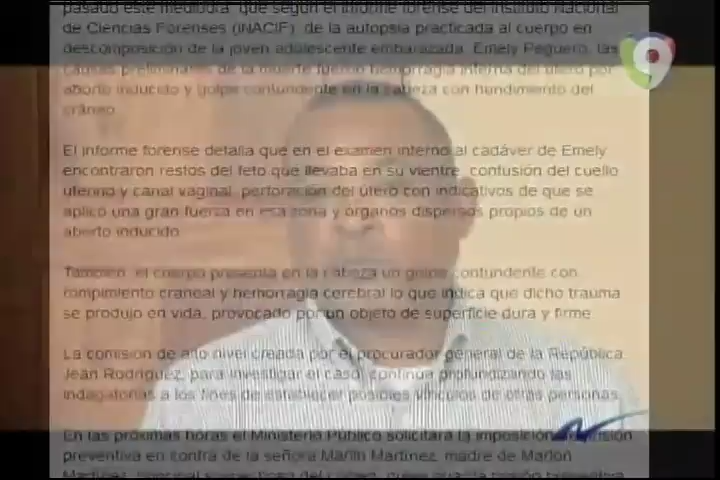 pasado este mediodía, que según el informe forense del Instituto Nacional
de Ciencias Forenses (INACIF), de la autopsia practicada al cuerpo en
descomposición de la joven adolescente embarazada, Emely Peguero, las
causas preliminares de la muerte fueron hemorragia interna del útero por
aborto inducido y golpe contundente en la cabeza con hundimiento del
cráneo.
El informe forense detalla que en el examen interno al cadáver de Emely
encontraron restos del feto que llevaba en su vientre, contusión del cuello
uterino y canal vaginal, perforación del útero con indicativos de que se
aplicó una gran fuerza en esa zona y órganos dispersos propios de un
aborto inducido.
También, el cuerpo presenta en la cabeza un golpe contundente con
rompimiento craneal y hemorragia cerebral lo que indica que dicho trauma
se produjo en vida, provocado por un objeto de superficie dura y firme.
La comisión de alto nivel creada por el procurador general de la República,
Jean Rodríguez, para investigar el caso, continua profundizando las
indagatorias a los fines de establecer posibles vínculos de otras personas.
En las próximas horas el Ministerio Público solicitará la imposición de prisión
preventiva en contra de la señora Marlin Martínez, madre de Marlon
Martínez, principal
9